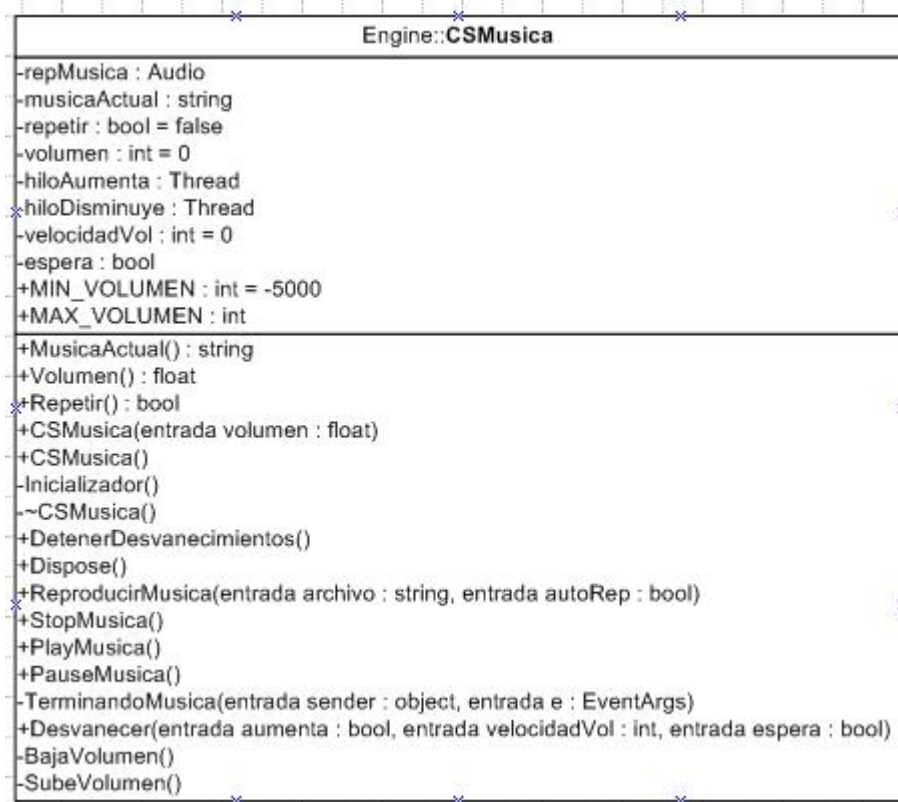 Engine::CSMusica
-repMusica : Audio
-musicaActual : string
-repetir : bool = false
-volumen : int = 0
-hiloAumenta : Thread
-hiloDisminuye : Thread
-velocidadVol : int = 0
-espera : bool
+MIN_VOLUMEN : int = -5000
+MAX_VOLUMEN : int
+MusicaActual() : string
+Volumen() : float
+Repetir() : bool
+CSMusica(entrada volumen : float)
+CSMusica()
-Inicializador()
-~CSMusica()
+DetenerDesvanecimientos()
+Dispose()
+ReproducirMusica(entrada archivo : string, entrada autoRep : bool)
+StopMusica()
+PlayMusica()
+PauseMusica()
-TerminandoMusica(entrada sender : object, entrada e : EventArgs)
+Desvanecer(entrada aumenta : bool, entrada velocidadVol : int, entrada espera : bool)
-BajaVolumen()
-SubeVolumen()